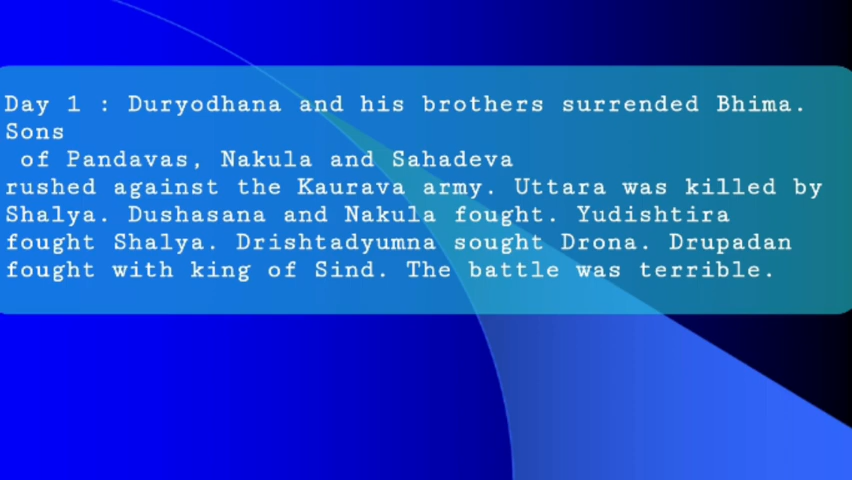 Day 1 : Duryodhana and his brothers surrended Bhima.
Sons
of Pandavas, Nakula and Sahadeva
rushed against the Kaurava army. Uttara was killed by
Shalya. Dushasana and Nakula fought. Yudishtira
fought Shalya. Drishtadyumna sought Drona. Drupadan
fought with king of Sind. The battle was terrible.